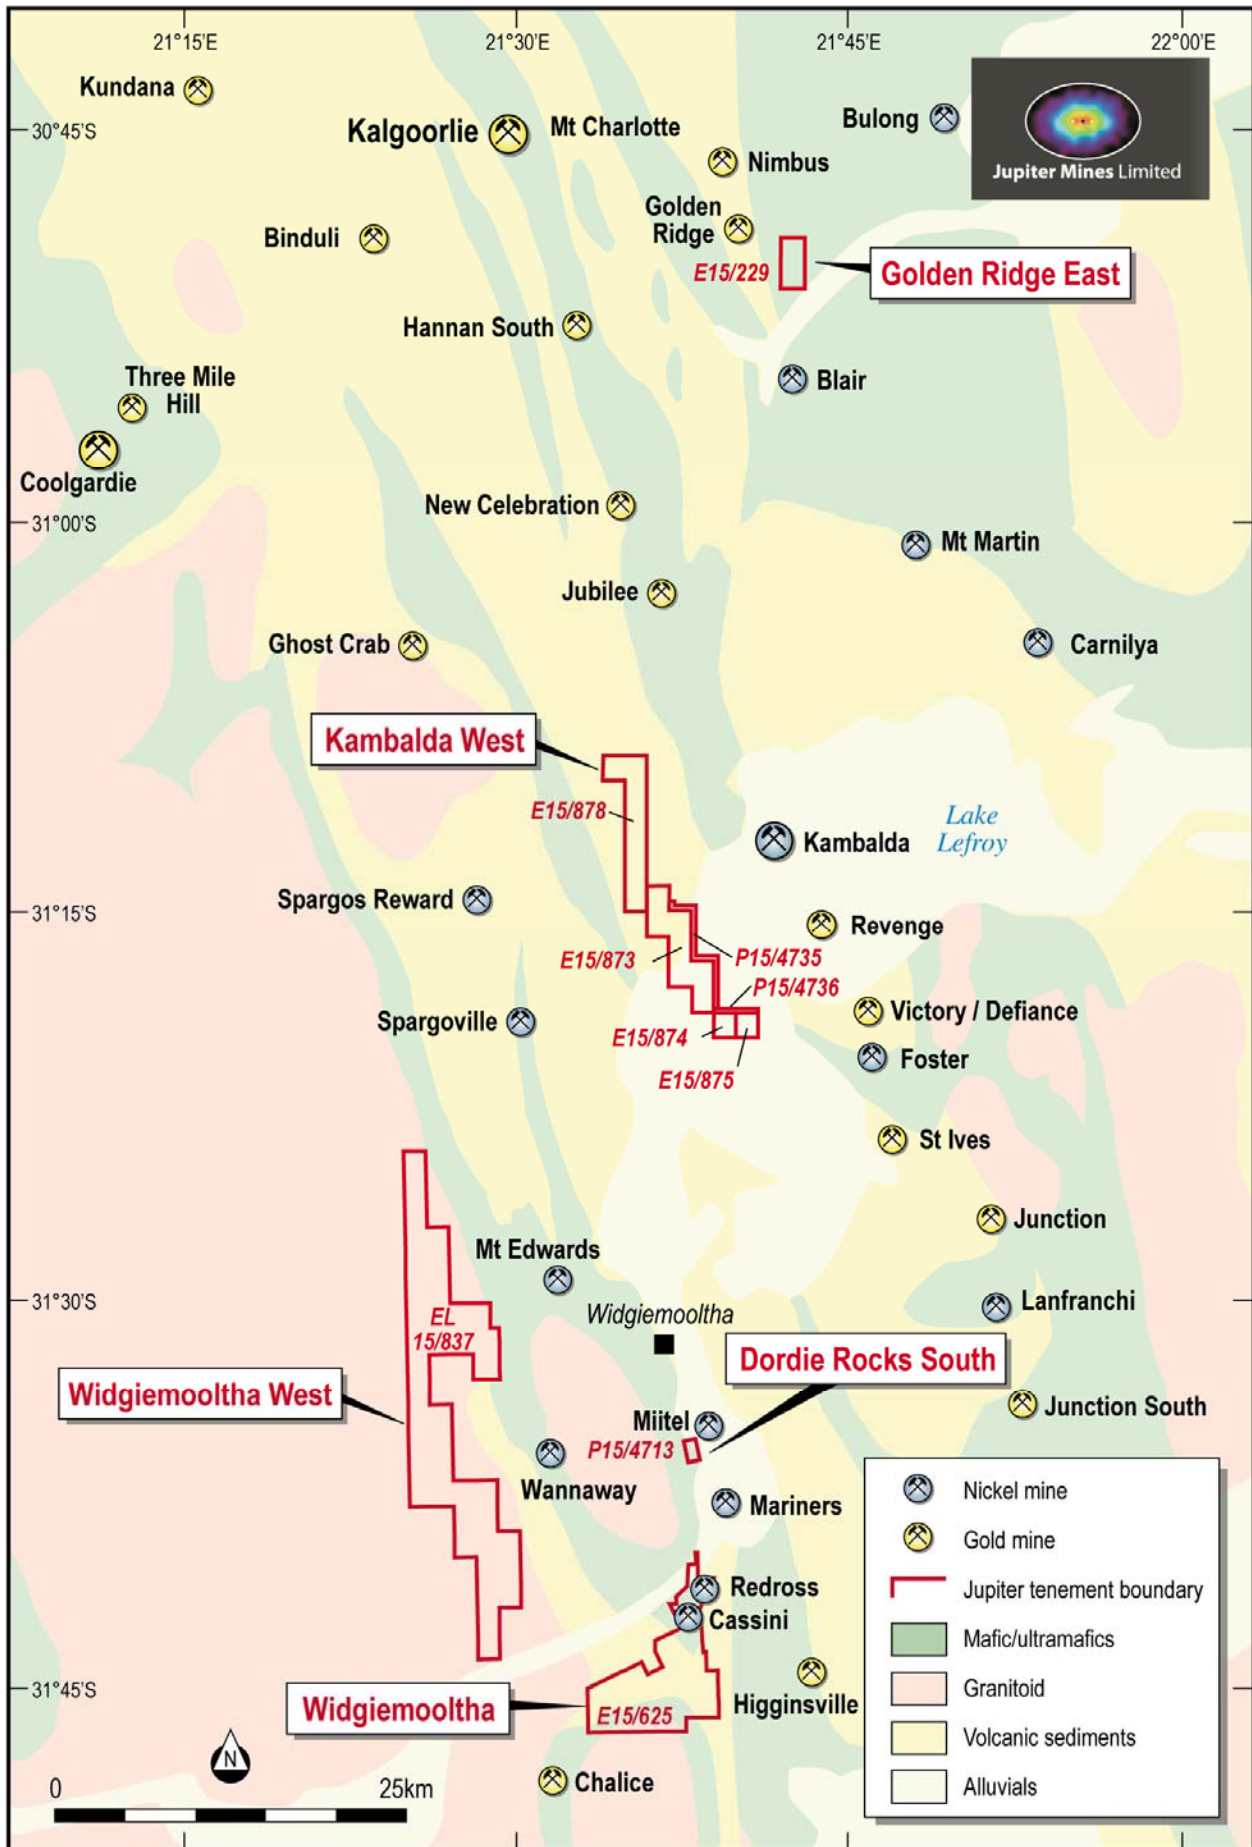 21°15'E
21°30'E
21°45'E
22°00'E
Kundana
30°45'S
Kalgoorlie
Mt Charlotte
Bulong
Jupiter Mines Limited
Nimbus
Golden
Ridge
Binduli
E15/229
Golden Ridge East
Hannan South
Three Mile
Hill
Blair
Coolgardie
New Celebration
31°00'S
Mt Martin
Jubilee
Ghost Crab
Carnilya
Kambalda West
E15/878
Lake
Lefroy
Kambalda
Spargos Reward
31°15'S
Revenge
E15/873
P15/4735
P15/4736
Victory / Defiance
Spargoville
E15/874
Foster
E15/875
St Ives
Junction
Mt Edwards
31°30'S
Lanfranchi
EL
15/837
Widgiemooltha
Dordie Rocks South
Widgiemooltha West
Junction South
Miitel
P15/4713
Wannaway
Mariners
Nickel mine
Gold mine
Redross
Jupiter tenement boundary
Cassini
Mafic/ultramafics
31°45'S
Granitoid
Widgiemooltha
E15/625
Higginsville
Volcanic sediments
N
Chalice
Alluvials
0
25km